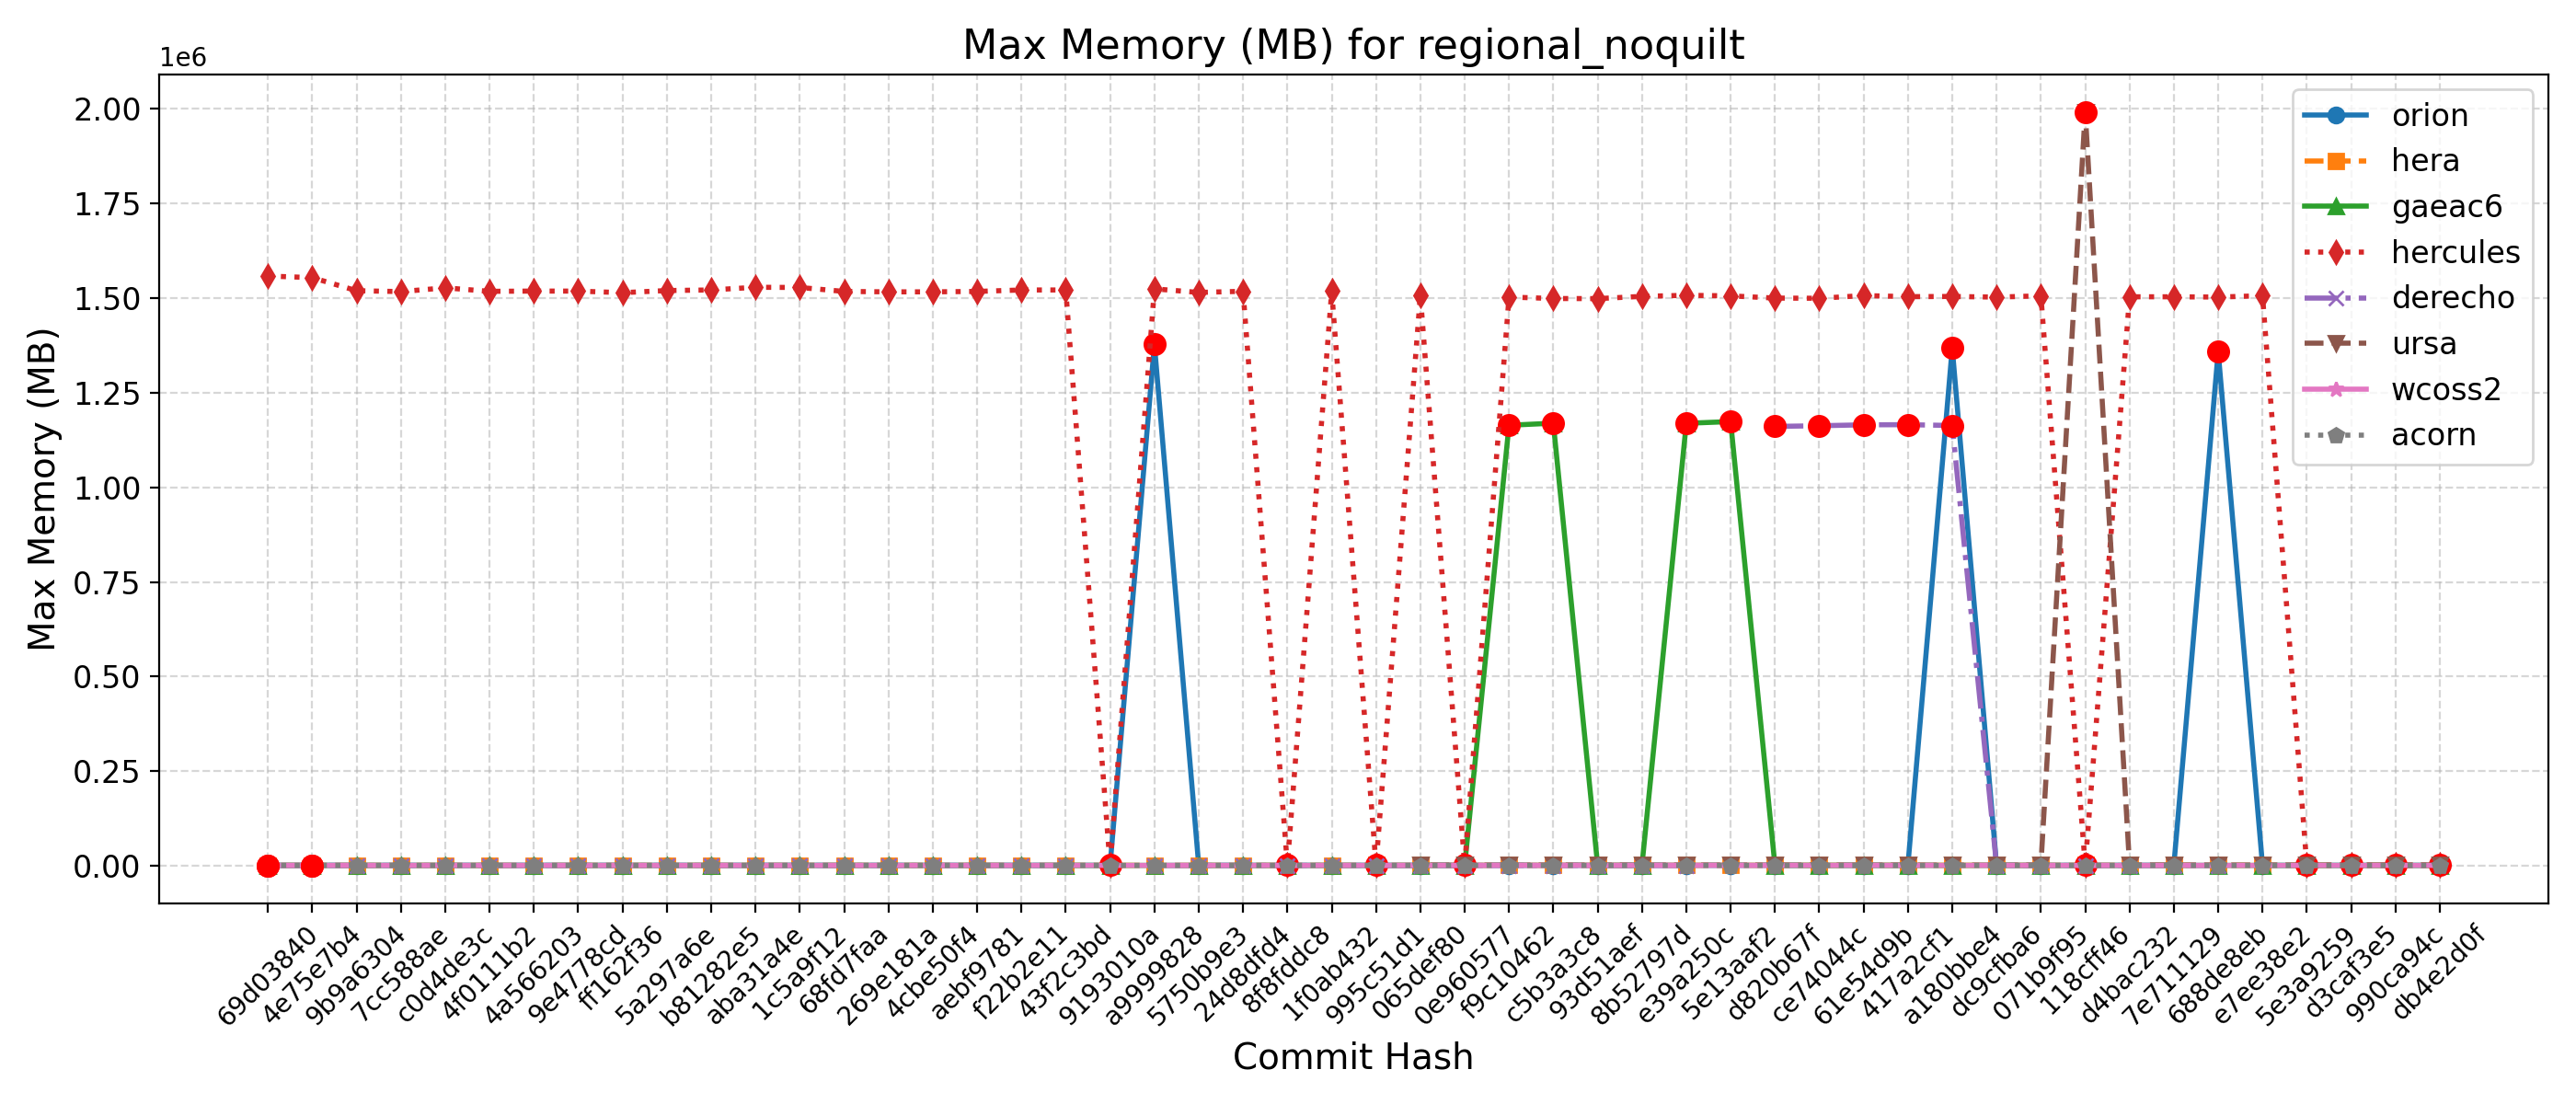 Max Memory (MB) for regional_noquilt
1e6
2.00
1.75
1.50
1.25
1.00
0.75
0.50
0.25
0.00
Max Memory (MB)
orion
hera
gaeac6
hercules
derecho
ursa
wcoss2
acorn
69d03840
4e75e7b4
9b9a6304
7cc588ae
c0d4de3c
4f0111b2
4a566203
9e4778cd
ff162f36
5a297a6e
b81282e5
aba31a4e
1c5a9f12
68fd7faa
269e181a
4cbe50f4
aebf9781
f22b2e11
43f2c3bd
9193010a
a9999828
5750b9e3
24d8dfd4
8f8fddc8
1f0ab432
995c51d1
065def80
0e960577
f9c10462
c5b3a3c8
93d51aef
8b52797d
e39a250c
5e13aaf2
d820b67f
ce74044c
61e54d9b
417a2cf1
a180bbe4
dc9cfba6
071b9f95
118cff46
d4bac232
7e711129
688de8eb
e7ee38e2
5e3a9259
d3caf3e5
990ca94c
db4e2d0f
Commit Hash